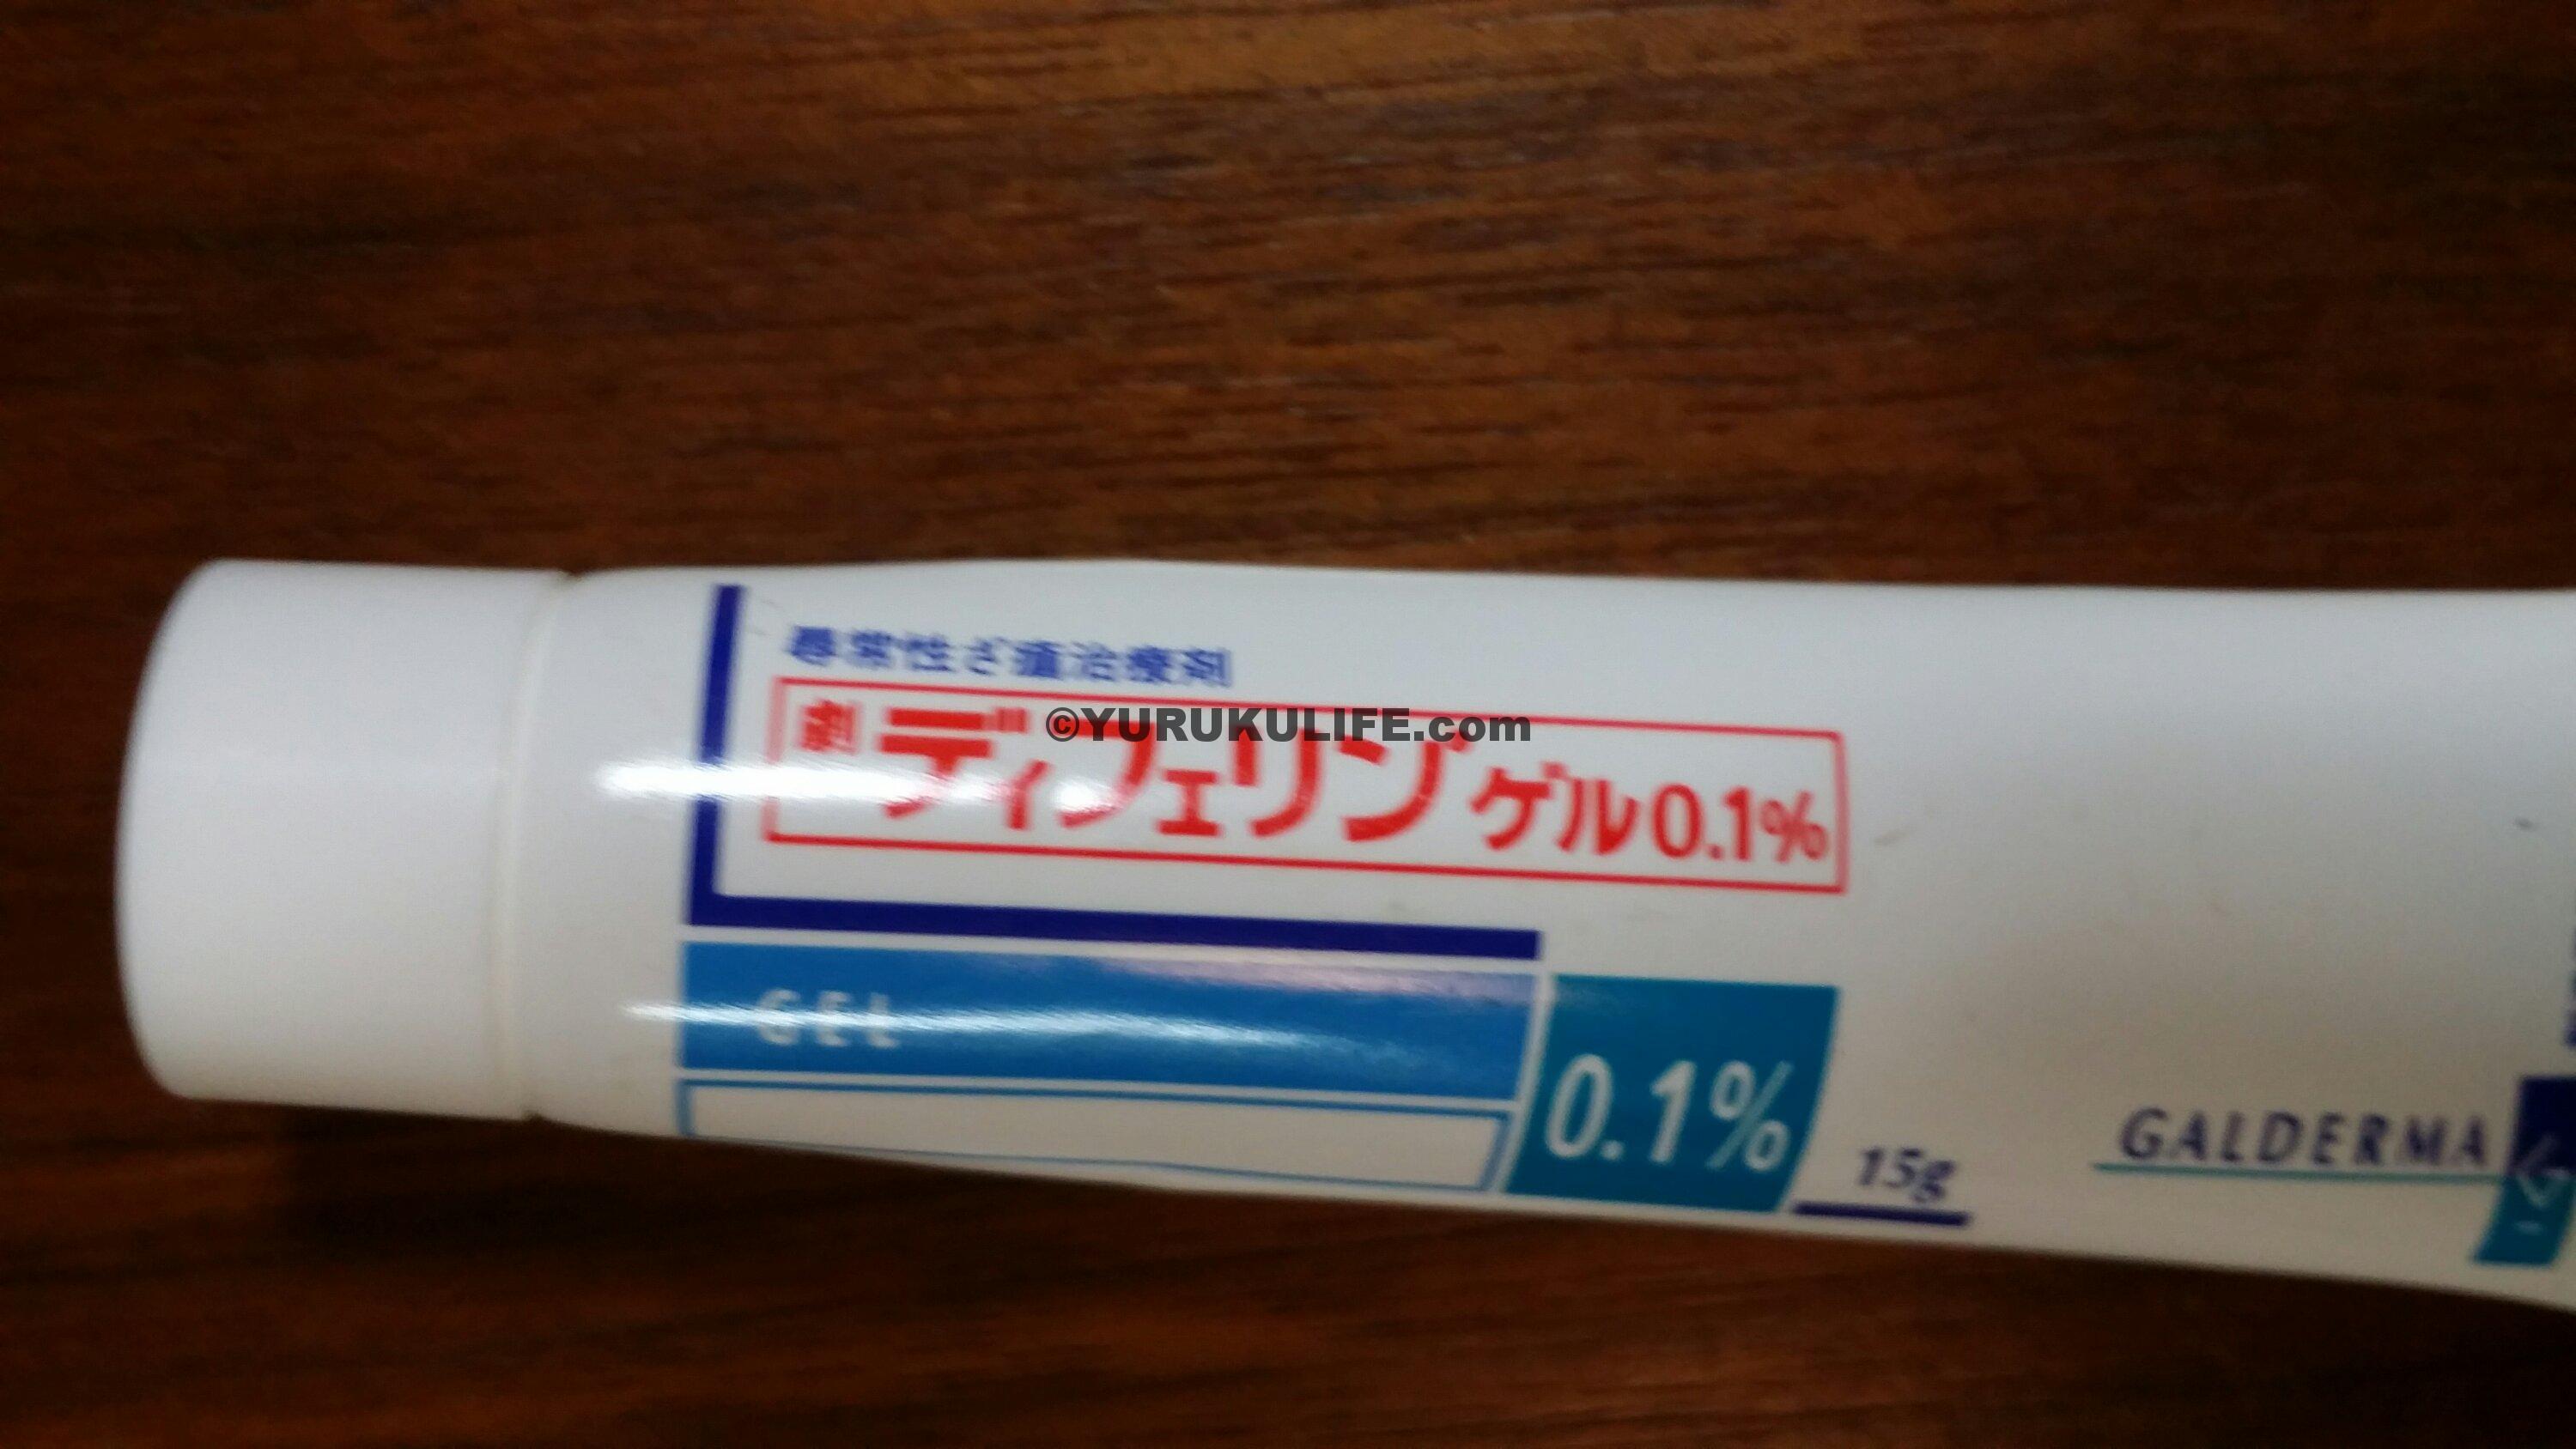 尋常性ざ瘡治療剤
劇 ディフェリンゲル0.1%
©YURUKULIFE.com
GEL
0.1%
15g
GALDERMA